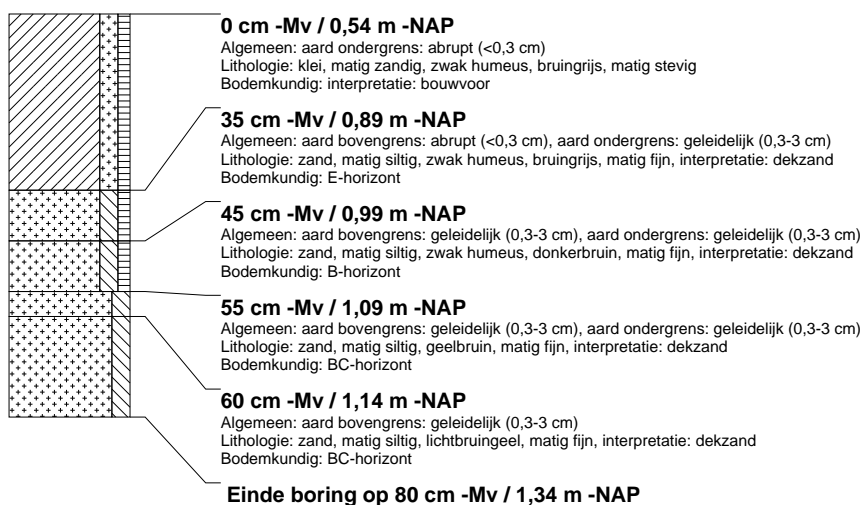 0 cm -Mv / 0,54 m -NAP
Algemeen: aard ondergrens: abrupt (<0,3 cm)
Lithologie: klei, matig zandig, zwak humeus, bruingrijs, matig stevig
Bodemkundig: interpretatie: bouwvoor
35 cm -Mv / 0,89 m -NAP
Algemeen: aard bovengrens: abrupt (<0,3 cm), aard ondergrens: geleidelijk (0,3-3 cm)
Lithologie: zand, matig siltig, zwak humeus, bruingrijs, matig fijn, interpretatie: dekzand
Bodemkundig: E-horizont
45 cm -Mv / 0,99 m -NAP
Algemeen: aard bovengrens: geleidelijk (0,3-3 cm), aard ondergrens: geleidelijk (0,3-3 cm)
Lithologie: zand, matig siltig, zwak humeus, donkerbruin, matig fijn, interpretatie: dekzand
Bodemkundig: B-horizont
55 cm -Mv / 1,09 m -NAP
Algemeen: aard bovengrens: geleidelijk (0,3-3 cm), aard ondergrens: geleidelijk (0,3-3 cm)
Lithologie: zand, matig siltig, geelbruin, matig fijn, interpretatie: dekzand
Bodemkundig: BC-horizont
60 cm -Mv / 1,14 m -NAP
Algemeen: aard bovengrens: geleidelijk (0,3-3 cm)
Lithologie: zand, matig siltig, lichtbruingeel, matig fijn, interpretatie: dekzand
Bodemkundig: BC-horizont
Einde boring op 80 cm -Mv / 1,34 m -NAP